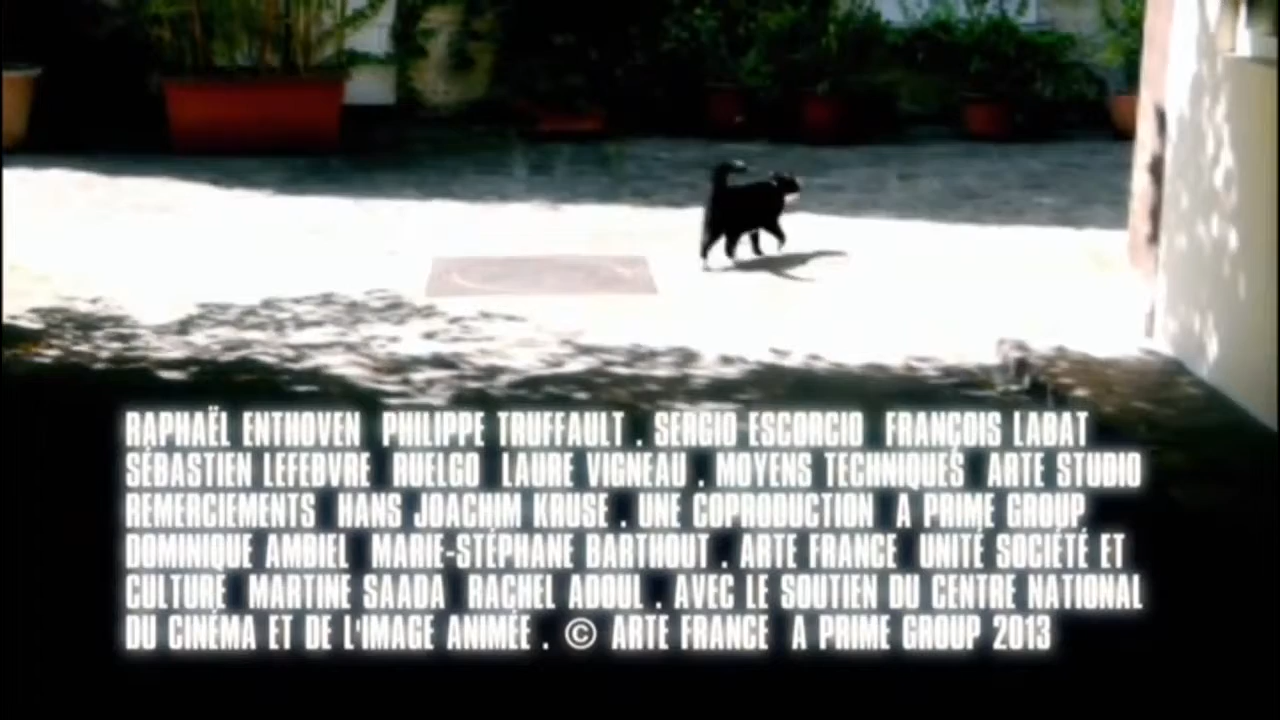 RAPHAËL ENTHOVEN PHILIPPE TRUFFAULT . SERGIO ESCORCIO FRANÇOIS LABAT
SÉBASTIEN LEFEBVRE RUELGO LAURE VIGNEAU . MOYENS TECHNIQUES ARTE STUDIO
REMERCIEMENTS HANS JOACHIM KRUSE . UNE COPRODUCTION A PRIME GROUP
DOMINIQUE AMBIEL MARIE-STÉPHANE BARTHOUT . ARTE FRANCE UNITÉ SOCIÉTÉ ET
CULTURE MARTINE SAADA RACHEL ADOUL . AVEC LE SOUTIEN DU CENTRE NATIONAL
DU CINÉMA ET DE L'IMAGE ANIMÉE . © ARTE FRANCE A PRIME GROUP 2013